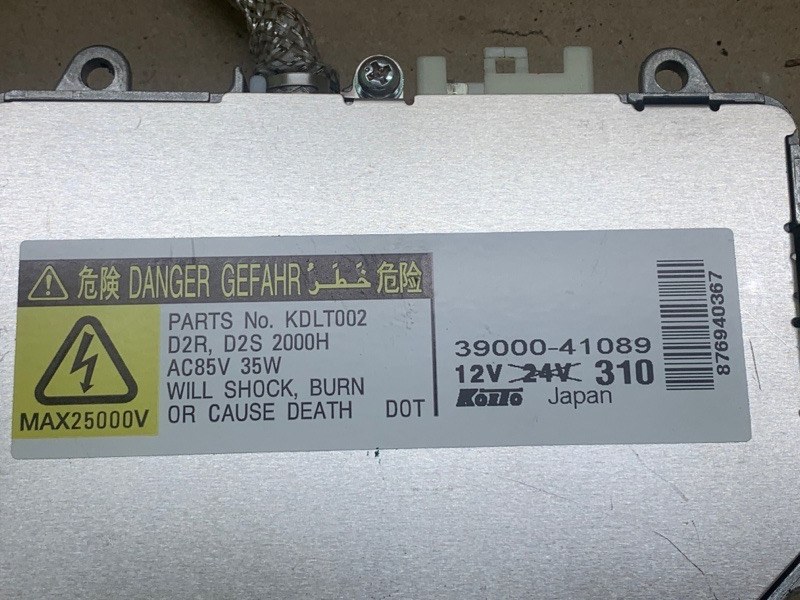 危険 DANGER GEFAHR خَطَرٌ 危险
MAX25000V
PARTS No. KDLT002
D2R, D2S 2000H
AC85V 35W
WILL SHOCK, BURN
OR CAUSE DEATH DOT
39000-41089
12V 24V 310
KOITO Japan
876940367